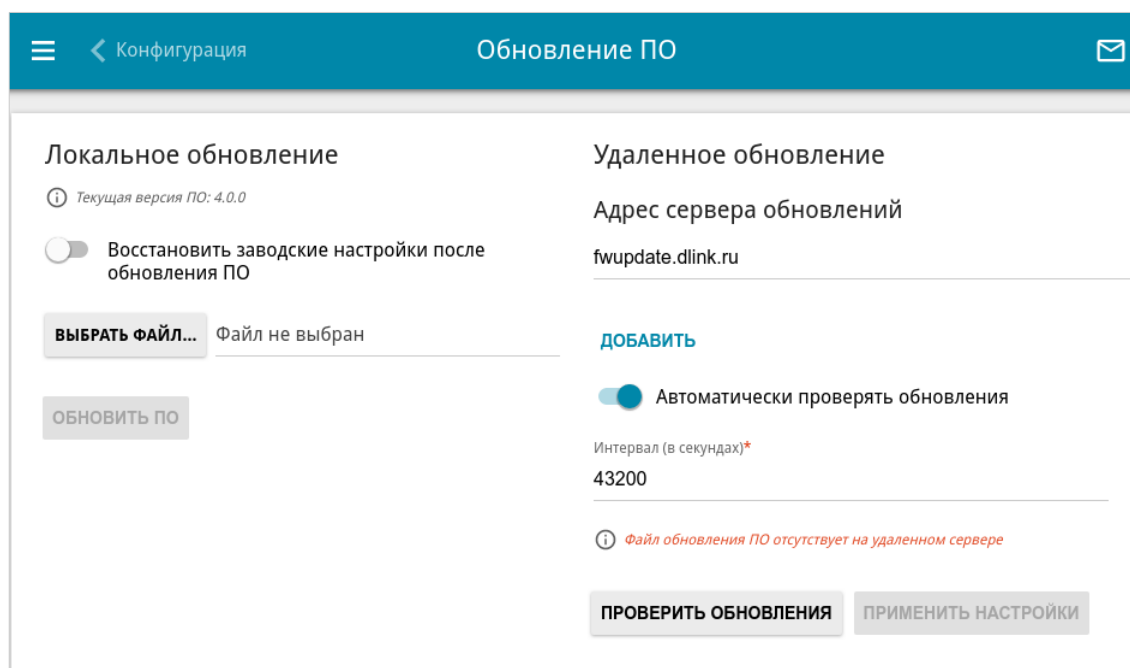 Конфигурация
Обновление ПО
Локальное обновление
Текущая версия ПО: 4.0.0
Восстановить заводские настройки после
обновления ПО
ВЫБРАТЬ ФАЙЛ...
Файл не выбран
ОБНОВИТЬ ПО
Удаленное обновление
Адрес сервера обновлений
fwupdate.dlink.ru
ДОБАВИТЬ
Автоматически проверять обновления
Интервал (в секундах)*
43200
Файл обновления ПО отсутствует на удаленном сервере
ПРОВЕРИТЬ ОБНОВЛЕНИЯ
ПРИМЕНИТЬ НАСТРОЙКИ